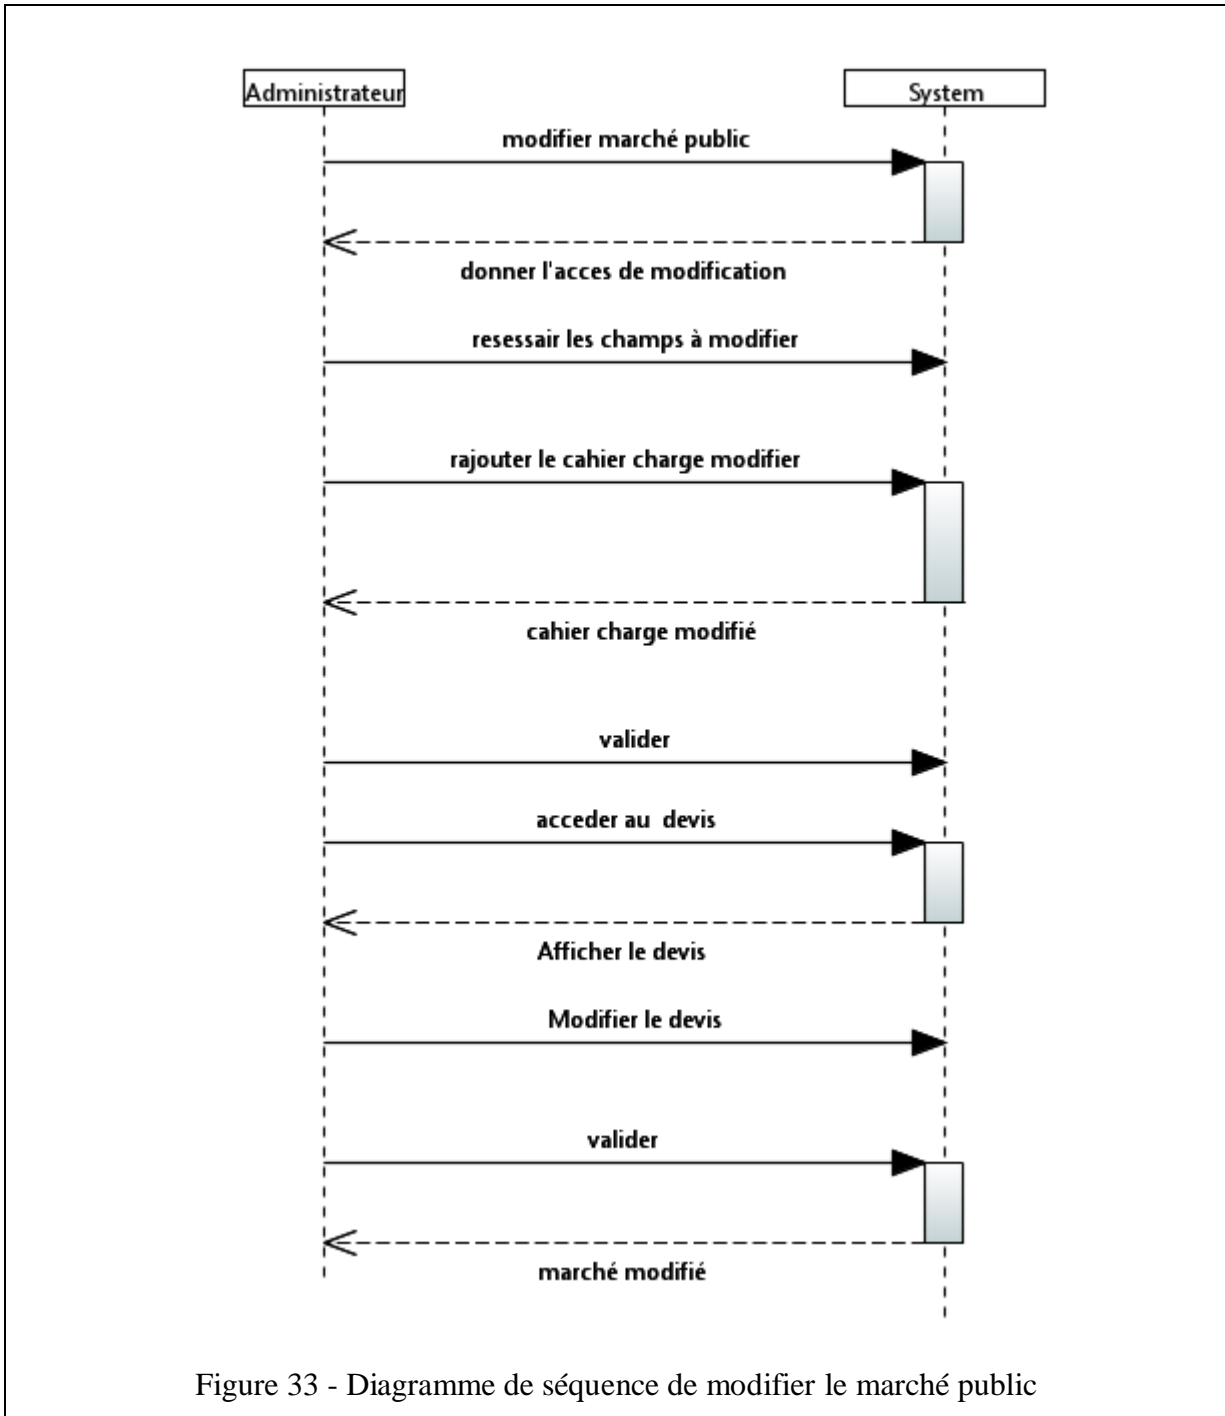 Administrateur
System
modifier marché public
donner l'acces de modification
resessair les champs à modifier
rajouter le cahier charge modifier
cahier charge modifié
valider
acceder au  devis
Afficher le devis
Modifier le devis
valider
marché modifié
Figure 33 - Diagramme de séquence de modifier le marché public